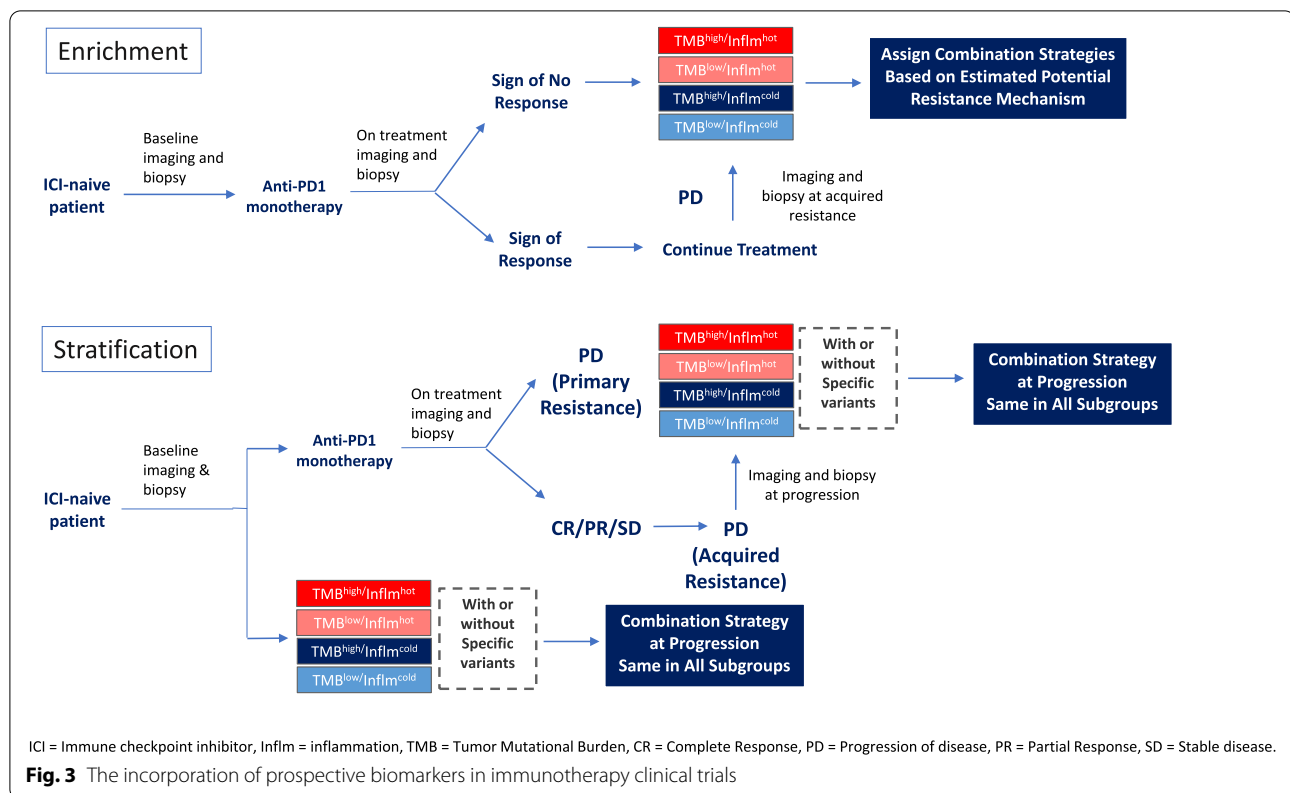 Enrichment
ICI-naive
patient
Baseline
imaging and
biopsy
Anti-PD1
monotherapy
On treatment
imaging and
biopsy
Sign of No
Response
Sign of
Response
Continue Treatment
PD
Imaging and
biopsy at acquired
resistance
TMBhigh/Inflmhot
TMBlow/Inflmhot
TMBhigh/Inflmcold
TMBlow/Inflmcold
Assign Combination Strategies
Based on Estimated Potential
Resistance Mechanism
Stratification
ICI-naive
patient
Baseline
imaging &
biopsy
Anti-PD1
monotherapy
On treatment
imaging and
biopsy
PD
(Primary
Resistance)
CR/PR/SD
PD
(Acquired
Resistance)
Imaging and biopsy
at progression
TMBhigh/Inflmhot
TMBlow/Inflmhot
TMBhigh/Inflmcold
TMBlow/Inflmcold
With or
without
Specific
variants
Combination Strategy
at Progression
Same in All Subgroups
TMBhigh/Inflmhot
TMBlow/Inflmhot
TMBhigh/Inflmcold
TMBlow/Inflmcold
With or
without
Specific
variants
Combination Strategy
at Progression
Same in All Subgroups
ICI = Immune checkpoint inhibitor, Inflm = inflammation, TMB = Tumor Mutational Burden, CR = Complete Response, PD = Progression of disease, PR = Partial Response, SD = Stable disease.
Fig. 3 The incorporation of prospective biomarkers in immunotherapy clinical trials